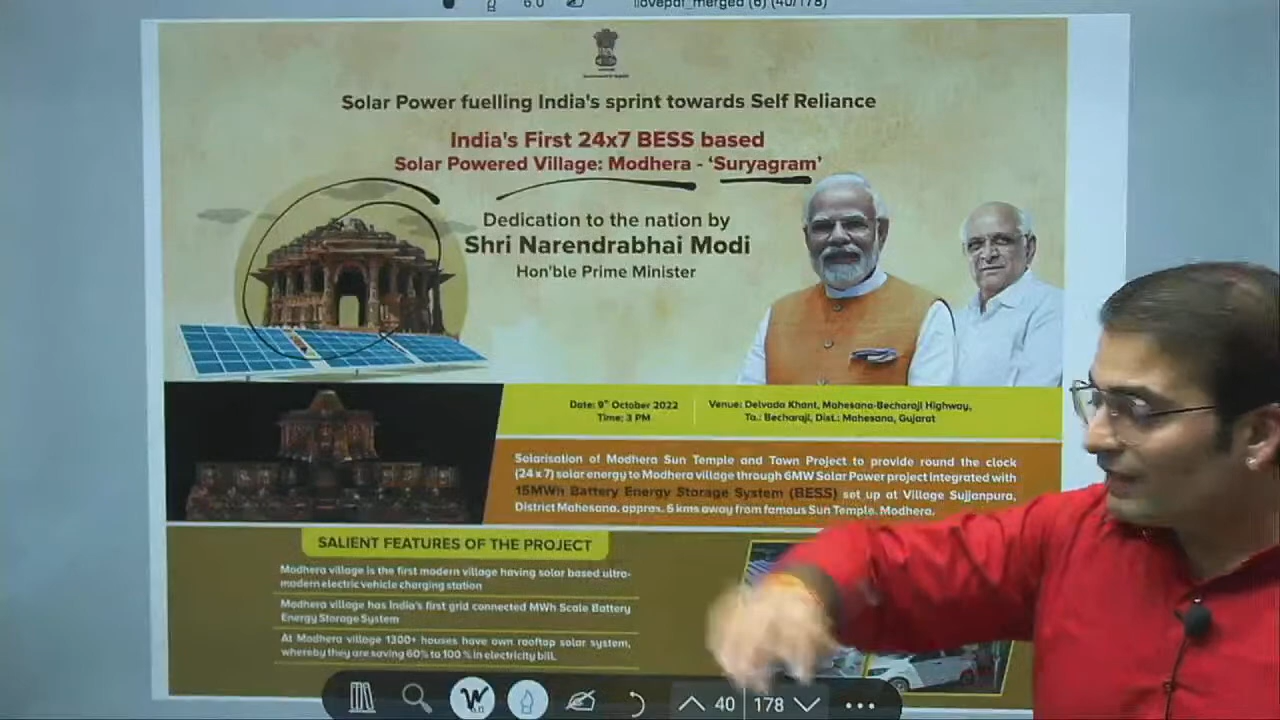 6.0
ilovepdf_merged (6) (40/178)
Solar Power fuelling India's sprint towards Self Reliance
India's First 24x7 BESS based
Solar Powered Village: Modhera - 'Suryagram'
Dedication to the nation by
Shri Narendrabhai Modi
Hon'ble Prime Minister
Date: 9th October 2022
Time: 3 PM
Venue: Delvada Khant, Mahesana-Becharaji Highway,
Ta.: Becharaji, Dist.: Mahesana, Gujarat
Solarisation of Modhera Sun Temple and Town Project to provide round the clock
(24x7) solar energy to Modhera village through 6MW Solar Power project integrated with
15MWh Battery Energy Storage System (BESS) set up at Village Sujjanpura,
District Mahesana, approx. 6 kms away from famous Sun Temple, Modhera.
SALIENT FEATURES OF THE PROJECT
Modhera village is the first modern village having solar based ultra-
modern electric vehicle charging station
Modhera village has India's first grid connected MWh Scale Battery
Energy Storage System
At Modhera village 1300+ houses have own rooftop solar system,
whereby they are saving 60% to 100 % in electricity bill.
40
178